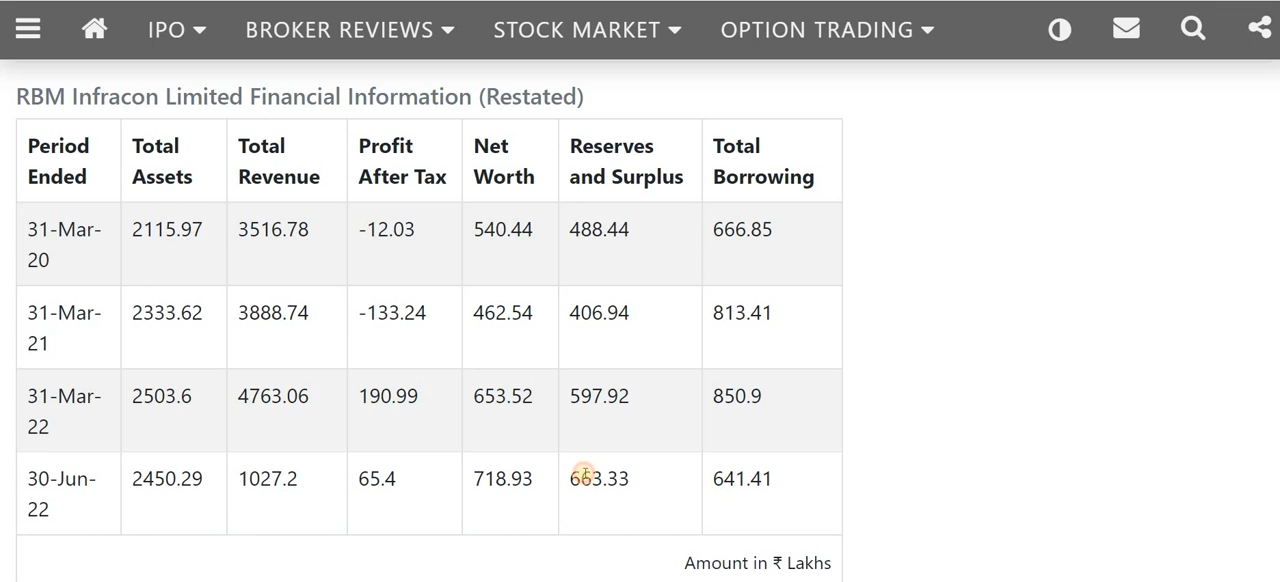 IPO BROKER REVIEWS STOCK MARKET OPTION TRADING
RBM Infracon Limited Financial Information (Restated)
Period Ended Total Assets Total Revenue Profit After Tax Net Worth Reserves and Surplus Total Borrowing
31-Mar-20 2115.97 3516.78 -12.03 540.44 488.44 666.85
31-Mar-21 2333.62 3888.74 -133.24 462.54 406.94 813.41
31-Mar-22 2503.6 4763.06 190.99 653.52 597.92 850.9
30-Jun-22 2450.29 1027.2 65.4 718.93 663.33 641.41
Amount in ₹ Lakhs